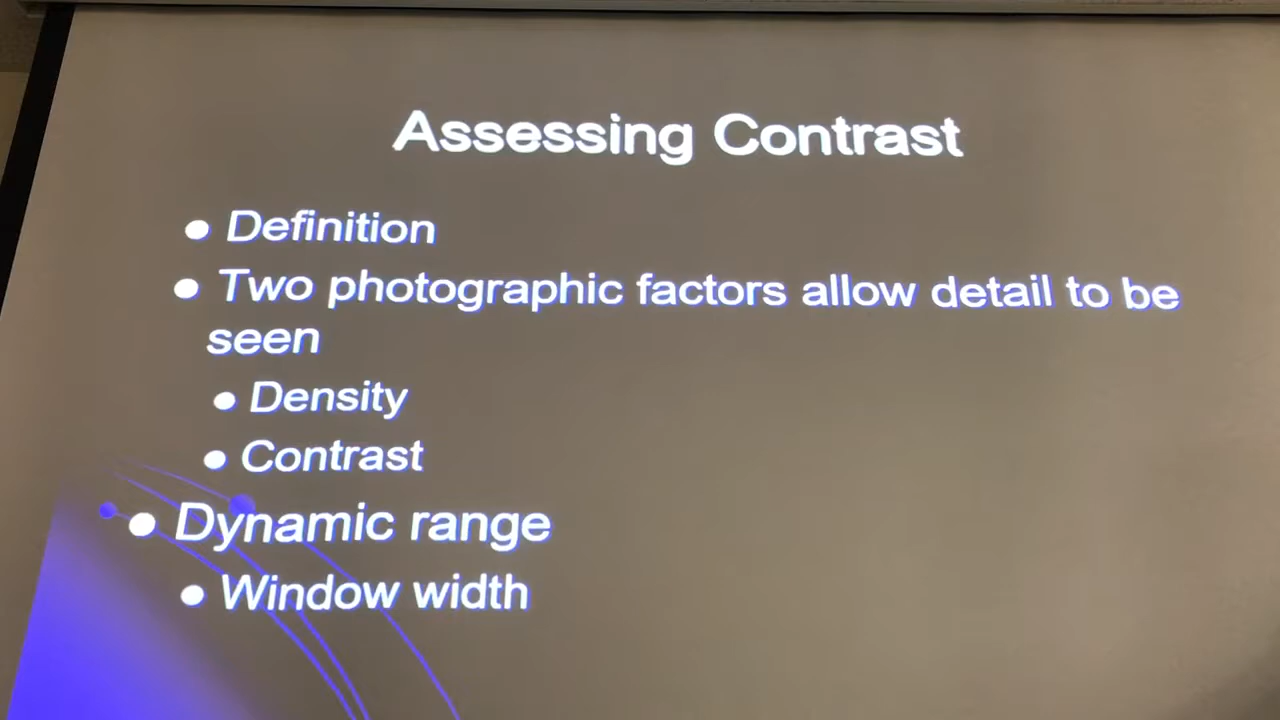 Assessing Contrast
● Definition
● Two photographic factors allow detail to be
seen
● Density
● Contrast
● Dynamic range
● Window width